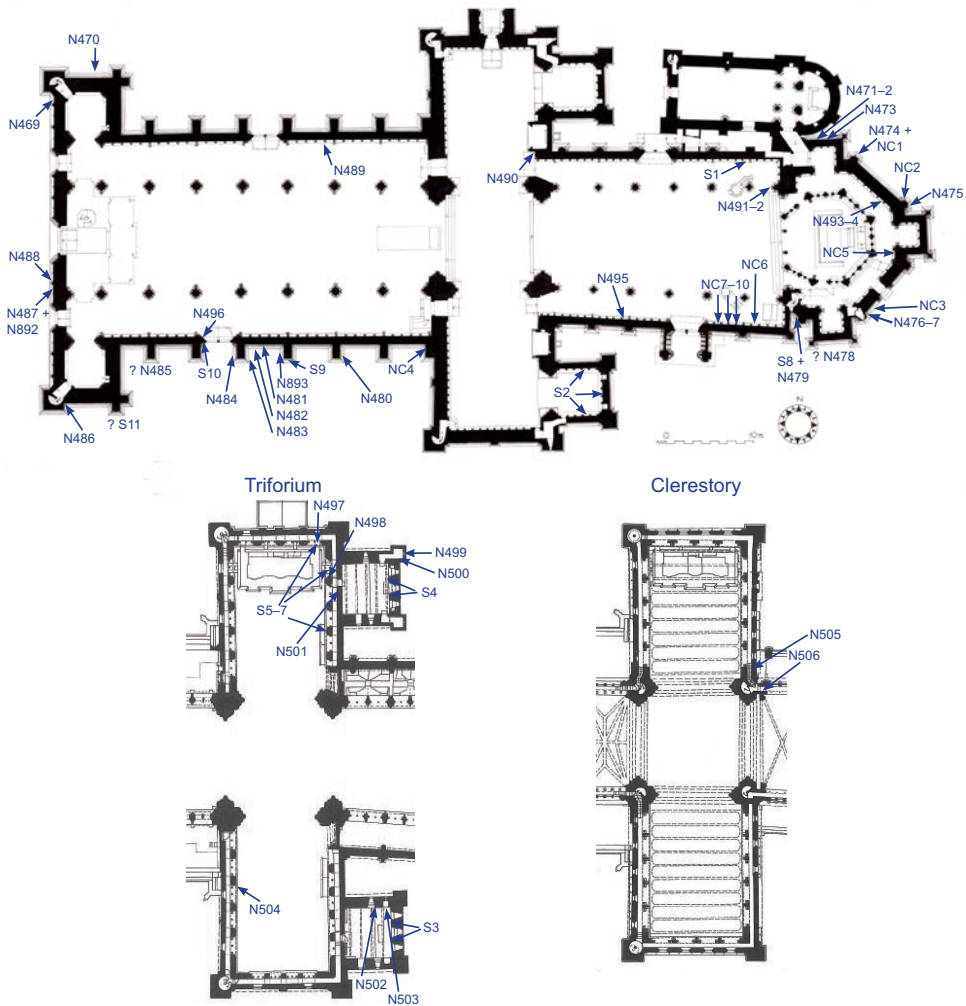 N470
N469
N489
N490
S1
N491–2
N471–2
N473
N474 +
NC1
NC2
N475
N493–4
NC5
N488
N487 +
N892
N496
N495
NC7–10
NC6
NC3
N476–7
? N485
S10
N484
N893
N481
N482
N483
S9
N480
NC4
S2
S8 +
N479
? N478
N486
? S11
N
0
10m
Triforium
Clerestory
N497
N498
N499
N500
S4
S5–7
N501
N505
N506
N504
S3
N502
N503